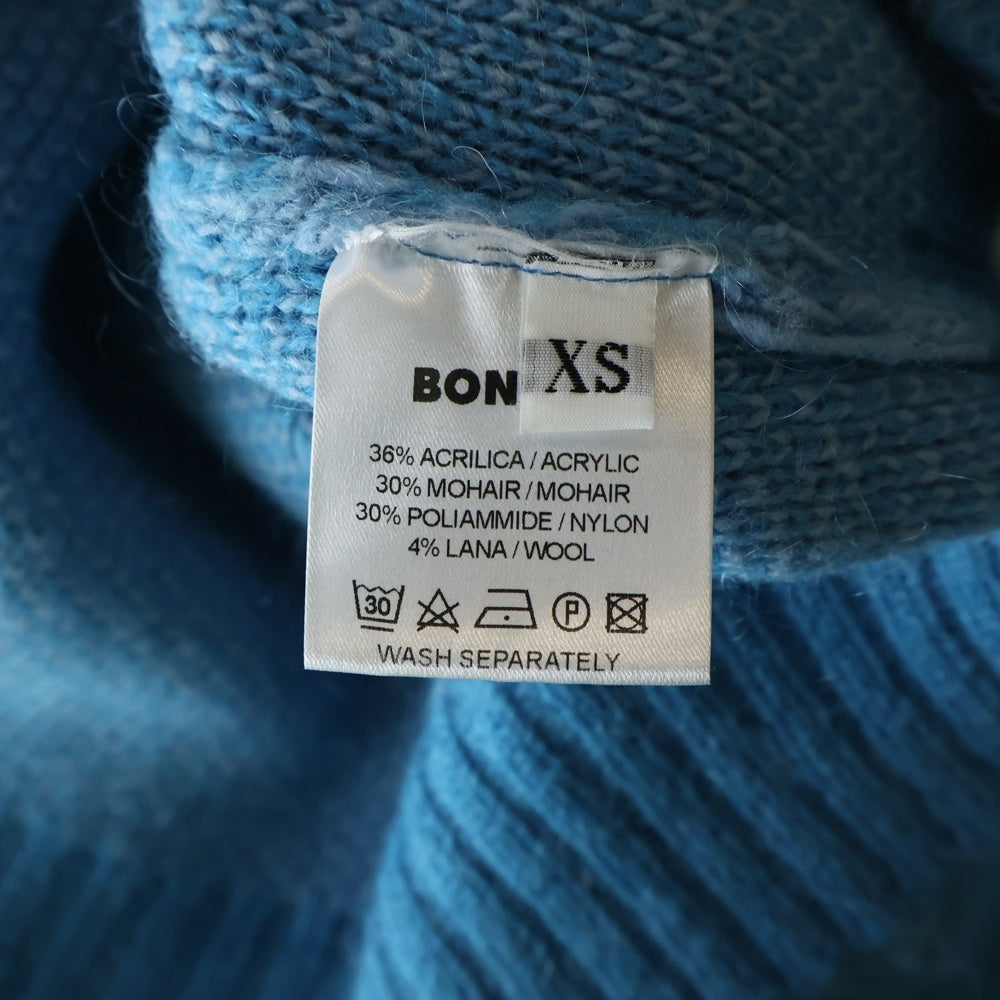 BON
XS
36% ACRILICA / ACRYLIC
30% MOHAIR / MOHAIR
30% POLIAMMIDE / NYLON
4% LANA / WOOL
30
P
WASH SEPARATELY